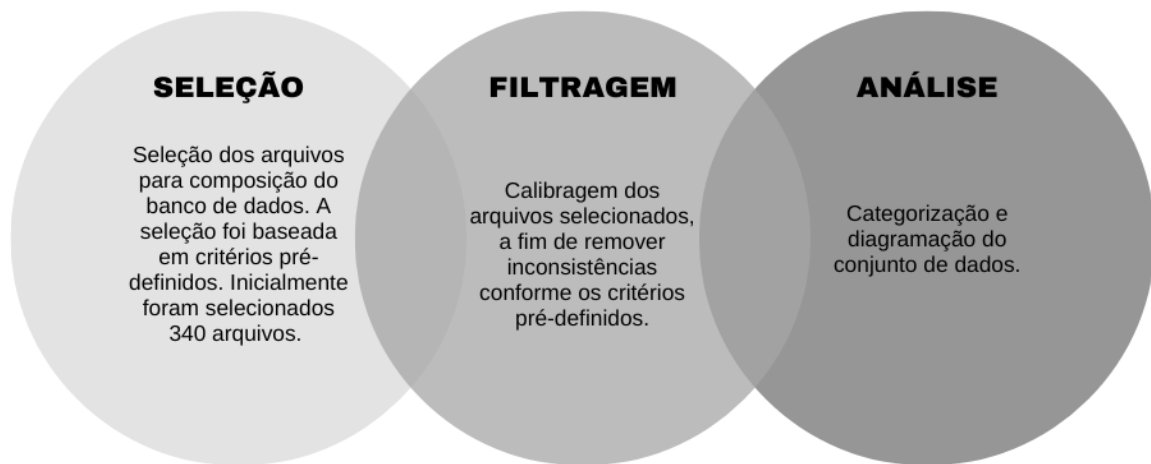 SELEÇÃO
Seleção dos arquivos
para composição do
banco de dados. A
seleção foi baseada
em critérios pré-
definidos. Inicialmente
foram selecionados
340 arquivos.
FILTRAGEM
Calibragem dos
arquivos selecionados,
a fim de remover
inconsistências
conforme os critérios
pré-definidos.
ANÁLISE
Categorização e
diagramação do
conjunto de dados.